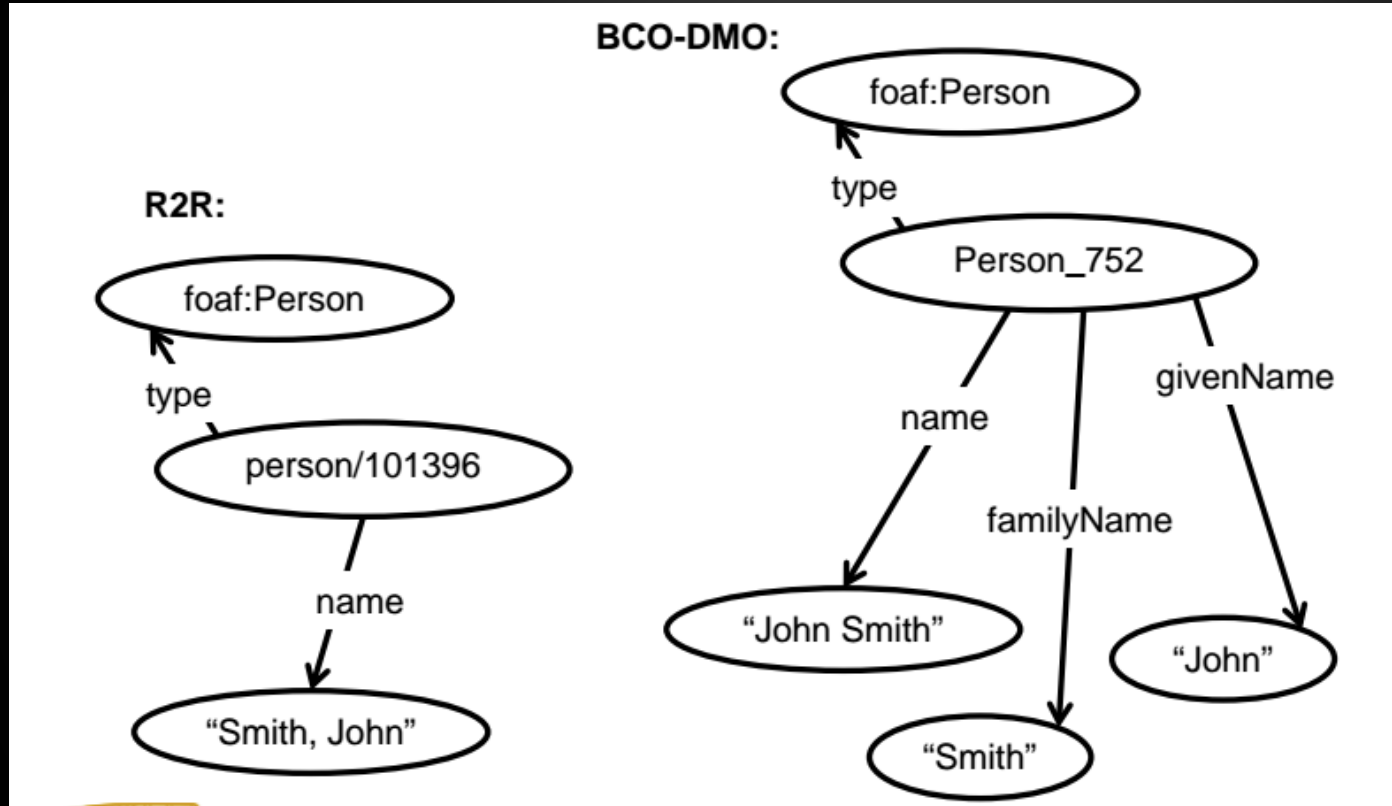 BCO-DMO:
foaf:Person
type
R2R:
Person_752
foaf:Person
givenName
type
name
person/101396
familyName
name
“John Smith”
“John”
“Smith, John”
“Smith”